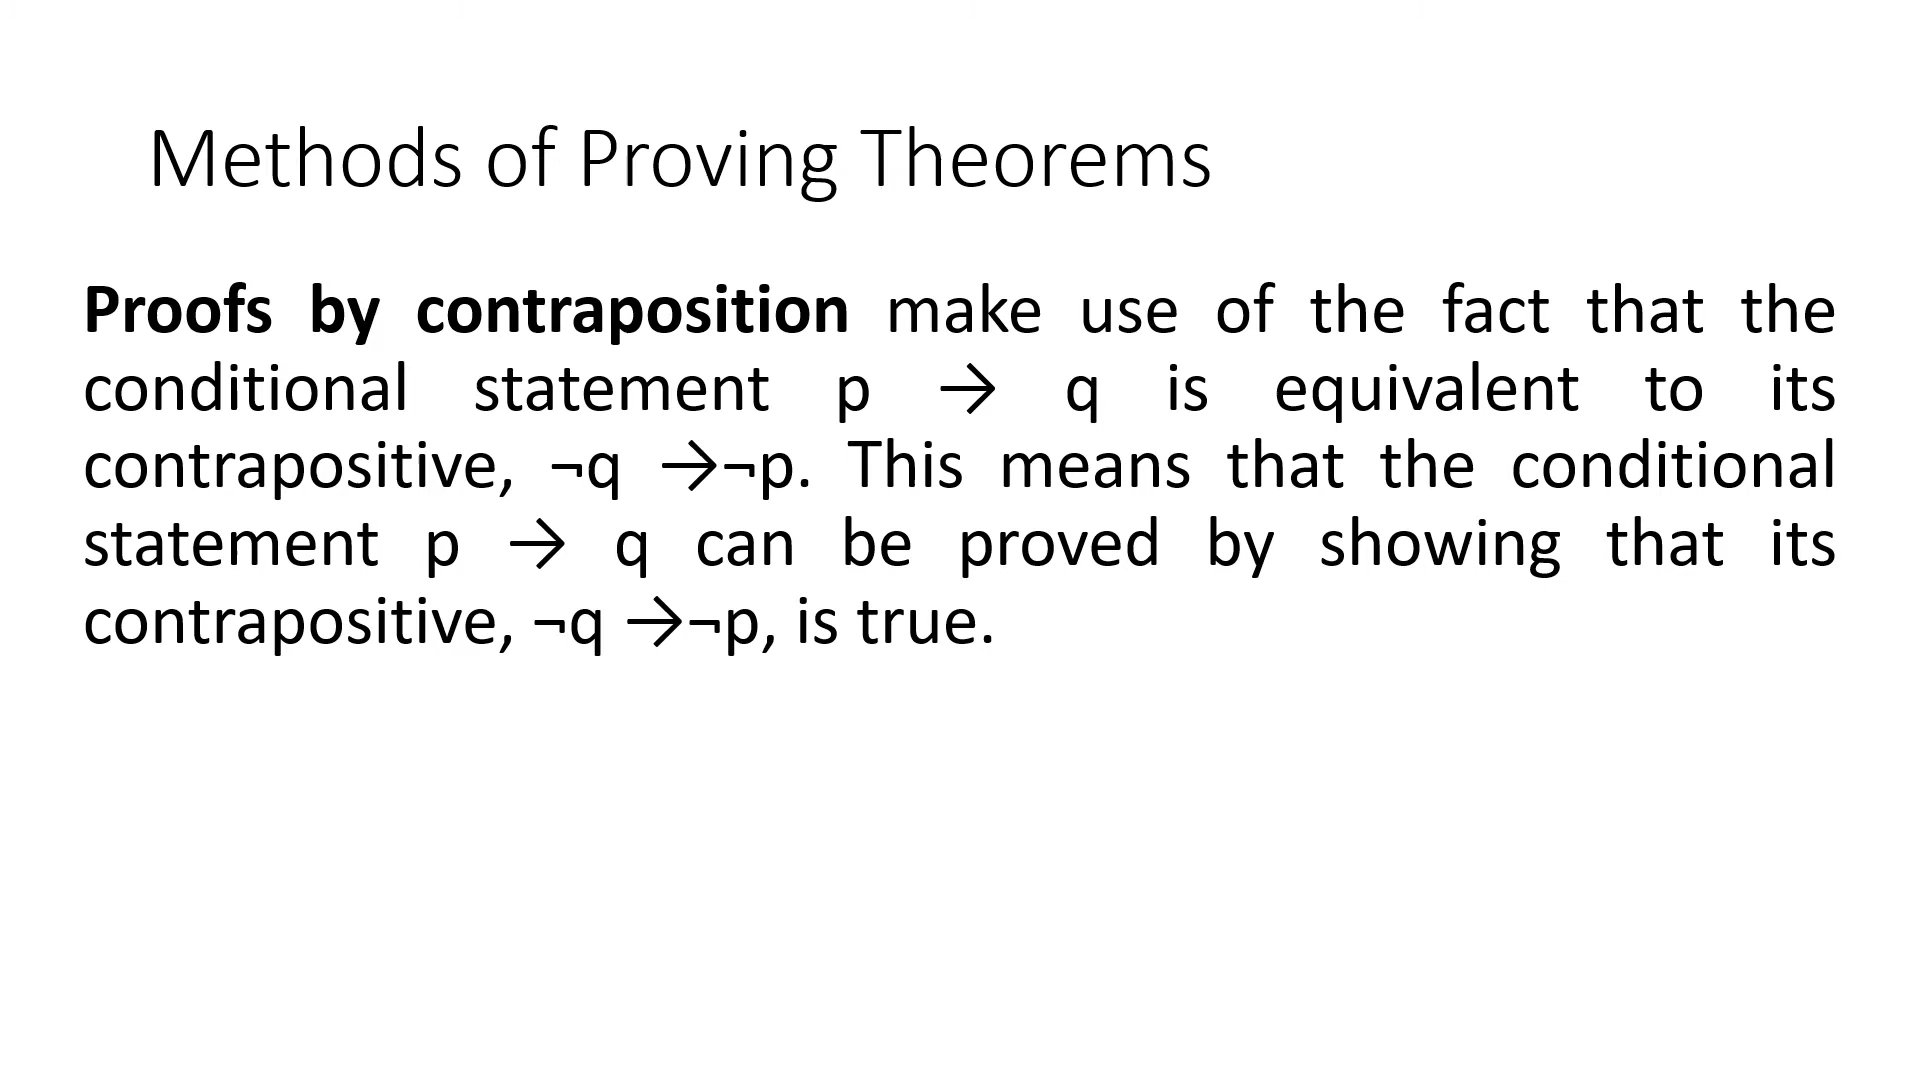 Methods of Proving Theorems
Proofs by contraposition make use of the fact that the
conditional statement p → q is equivalent to its
contrapositive, ¬q →¬p. This means that the conditional
statement p → q can be proved by showing that its
contrapositive, ¬q →¬p, is true.